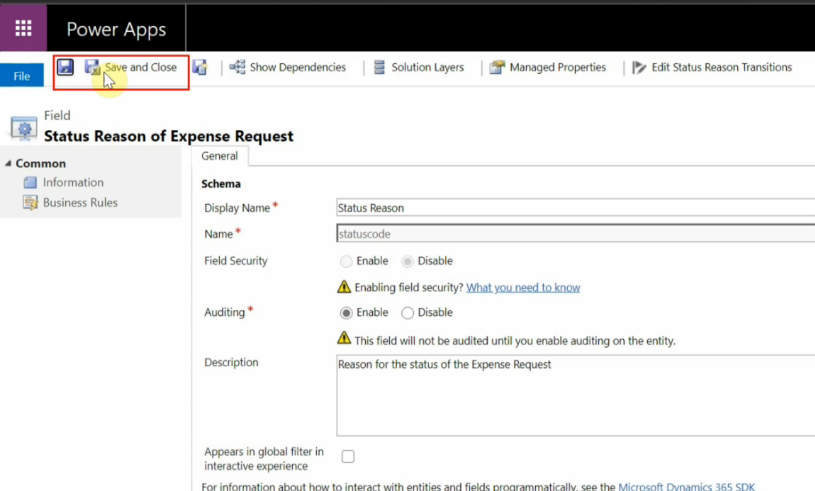 Power Apps
File
Save and Close
Show Dependencies
Solution Layers
Managed Properties
Edit Status Reason Transitions
Field
Status Reason of Expense Request
Common
Information
Business Rules
General
Schema
Display Name *
Status Reason
Name *
statuscode
Field Security
Enable
Disable
Enabling field security? What you need to know
Auditing *
Enable
Disable
This field will not be audited until you enable auditing on the entity.
Description
Reason for the status of the Expense Request
Appears in global filter in
interactive experience
For information about how to interact with entities and fields programmatically, see the Microsoft Dynamics 365 SDK